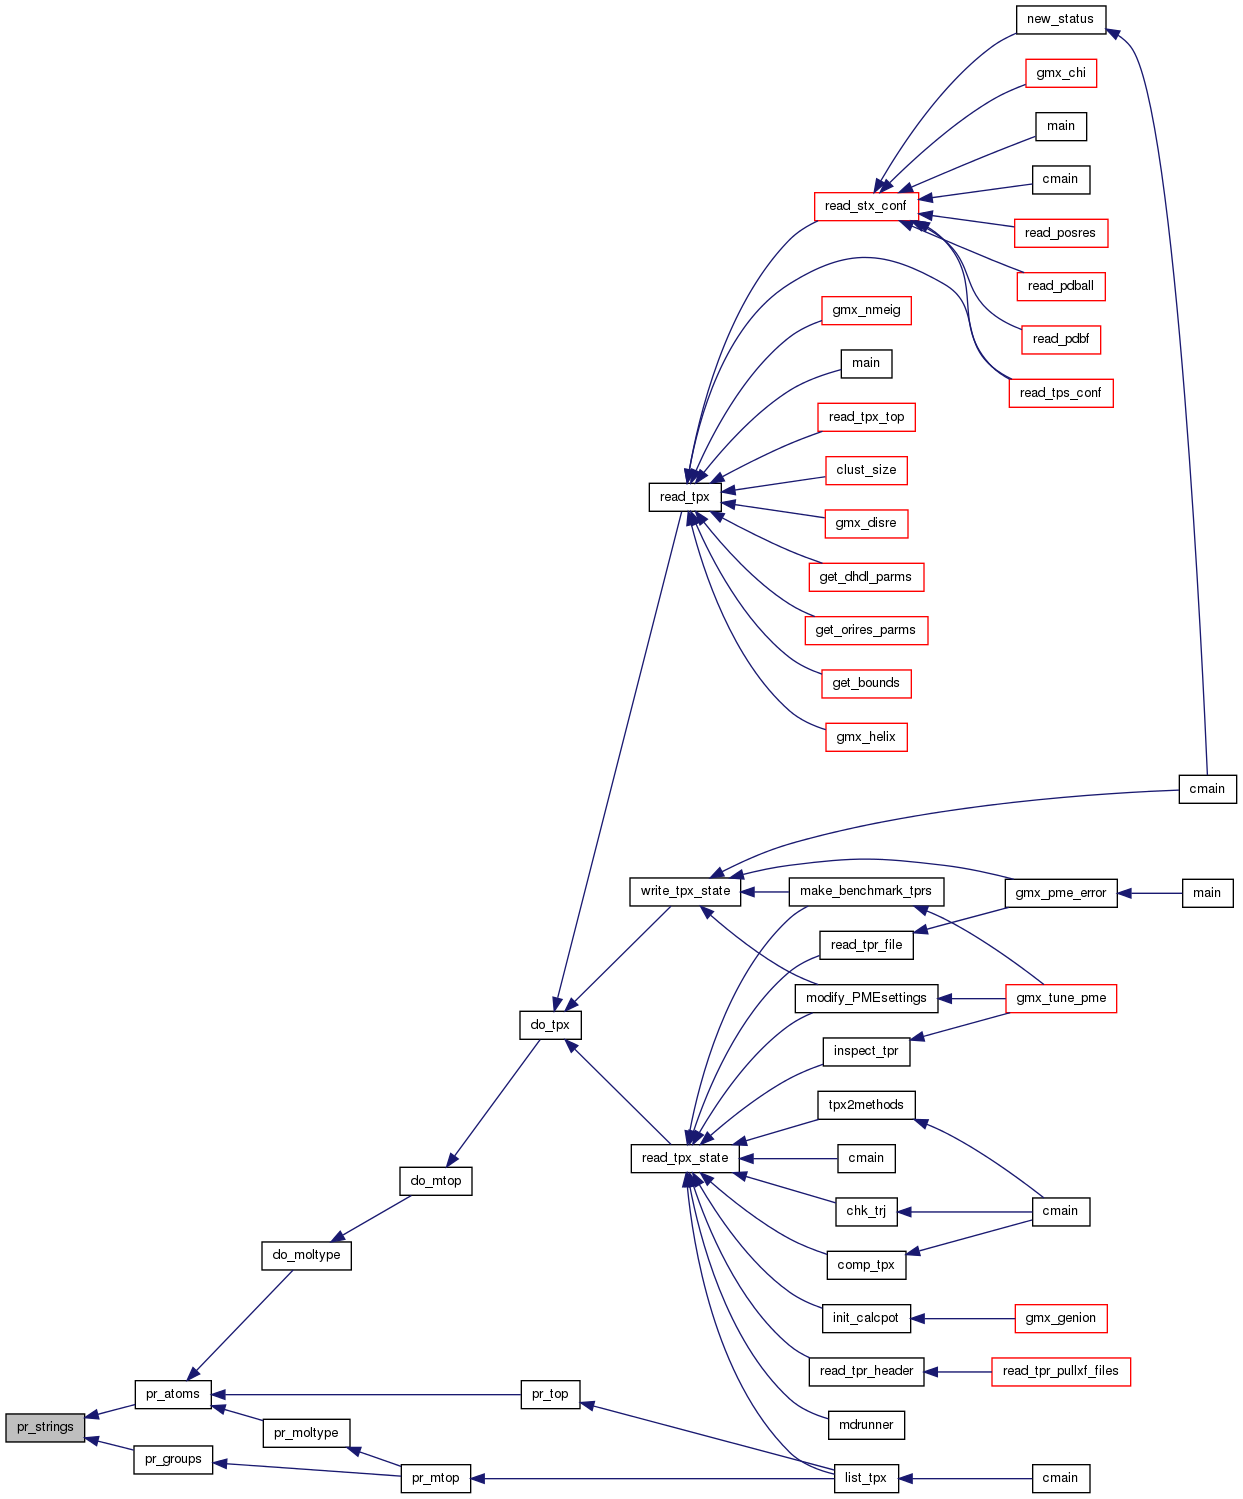 new_status
gmx_chi
main
cmain
read_stx_conf
read_posres
read_pdball
gmx_nmeig
read_pdbf
main
read_tps_conf
read_tpx_top
clust_size
read_tpx
gmx_disre
get_dhdl_parms
get_orires_parms
get_bounds
gmx_helix
cmain
write_tpx_state
make_benchmark_tprs
gmx_pme_error
main
read_tpr_file
modify_PMEsettings
gmx_tune_pme
do_tpx
inspect_tpr
tpx2methods
read_tpx_state
cmain
do_mtop
chk_trj
cmain
do_moltype
comp_tpx
init_calcpot
gmx_genion
read_tpr_header
read_tpr_pullxf_files
pr_atoms
pr_top
pr_strings
pr_moltype
mdrunner
pr_groups
pr_mtop
list_tpx
cmain